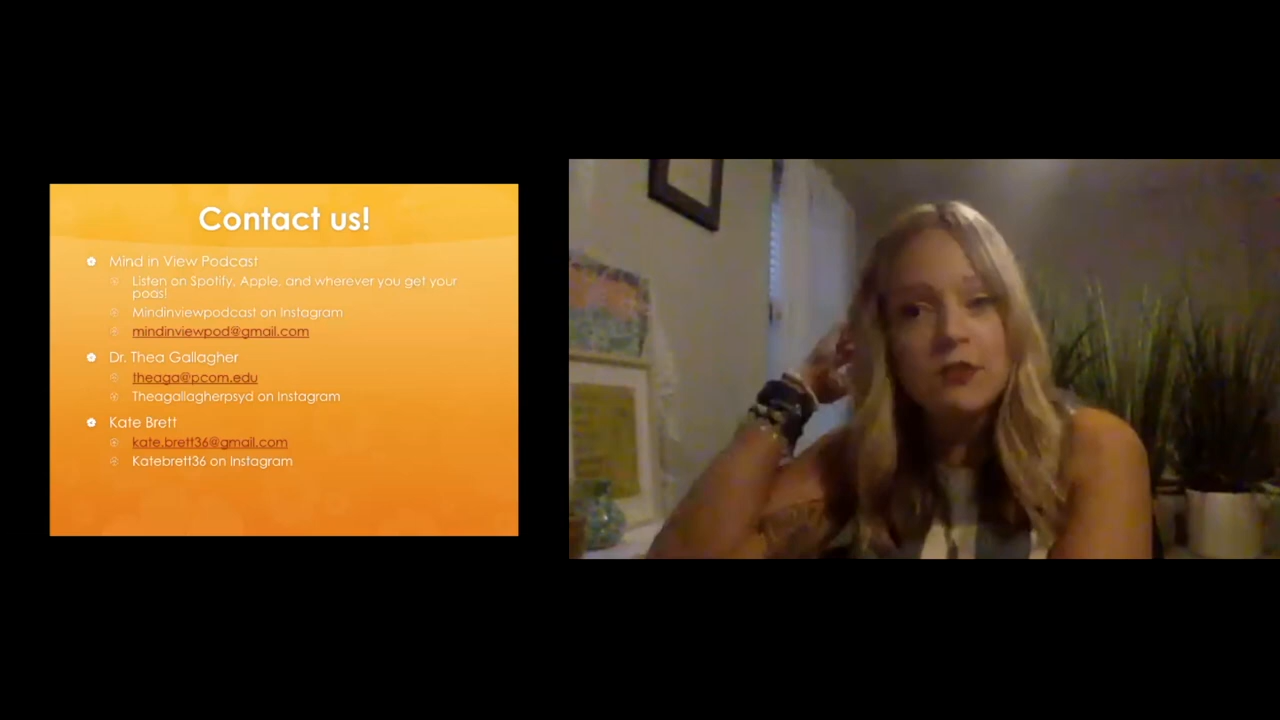 Contact us!
Mind in View Podcast
Listen on Spotify, Apple, and wherever you get your
pods!
Mindinviewpodcast on Instagram
mindinviewpod@gmail.com
Dr. Thea Gallagher
theaga@pcom.edu
Theagallagherpsyd on Instagram
Kate Brett
kate.brett36@gmail.com
Katebrett36 on Instagram